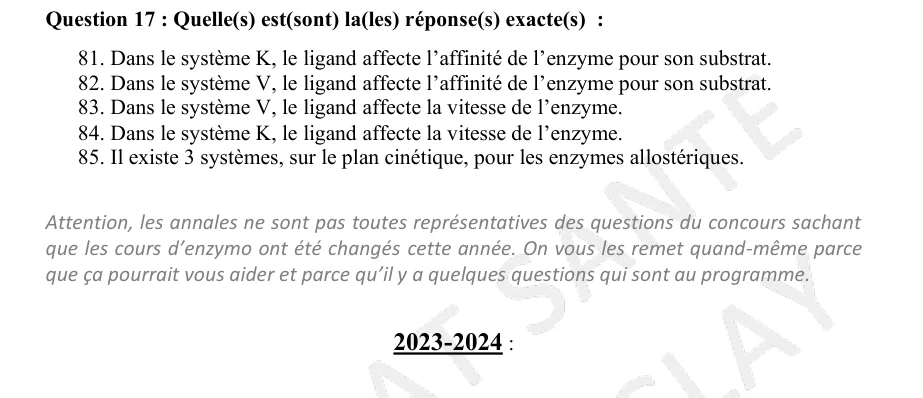 Question 17 : Quelle(s) est(sont) la(les) réponse(s) exacte(s)  :
81. Dans le système K, le ligand affecte l’affinité de l’enzyme pour son substrat.
82. Dans le système V, le ligand affecte l’affinité de l’enzyme pour son substrat.
83. Dans le système V, le ligand affecte la vitesse de l’enzyme.
84. Dans le système K, le ligand affecte la vitesse de l’enzyme.
85. Il existe 3 systèmes, sur le plan cinétique, pour les enzymes allostériques.
Attention, les annales ne sont pas toutes représentatives des questions du concours sachant
que les cours d’enzymo ont été changés cette année. On vous les remet quand-même parce
que ça pourrait vous aider et parce qu’il y a quelques questions qui sont au programme.
2023-2024 :